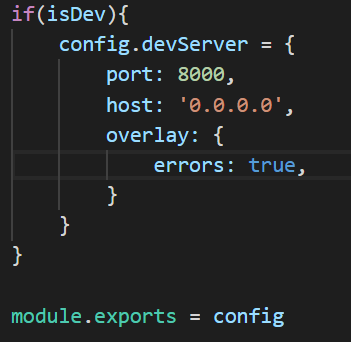 if(isDev){
    config.devServer = {
        port: 8000,
        host: '0.0.0.0',
        overlay: {
            errors: true,
        }
    }
}
module.exports = config